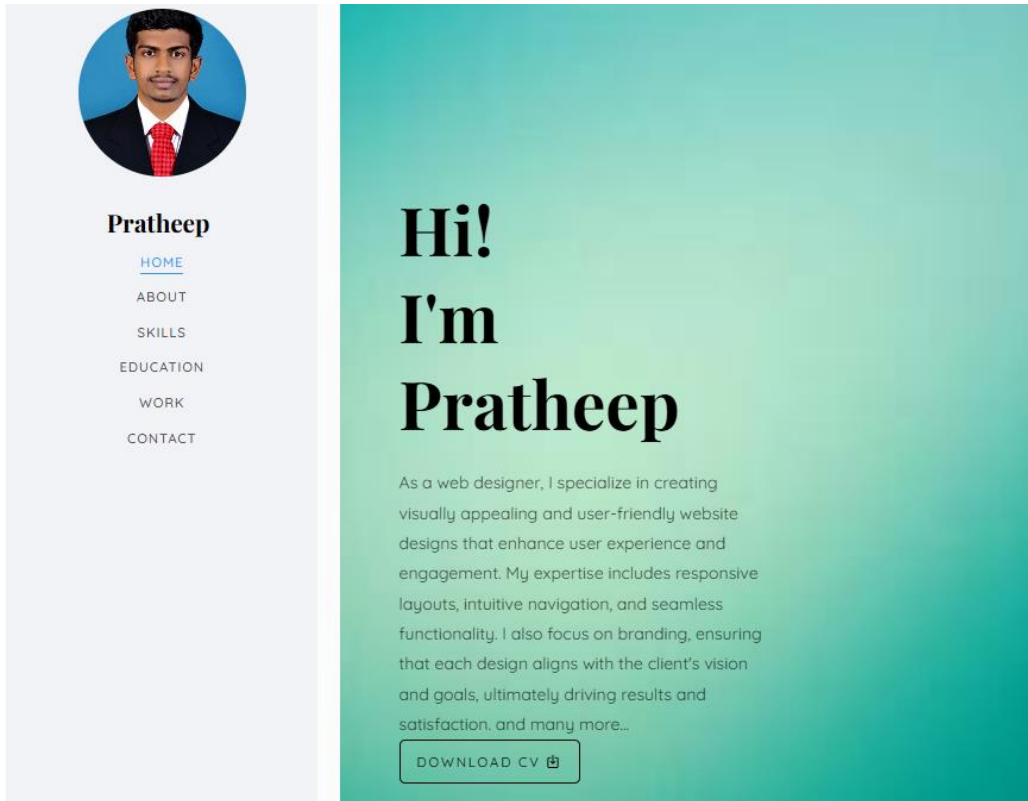 Pratheep
HOME
ABOUT
SKILLS
EDUCATION
WORK
CONTACT
Hi!
I'm
Pratheep
As a web designer, I specialize in creating
visually appealing and user-friendly website
designs that enhance user experience and
engagement. My expertise includes responsive
layouts, intuitive navigation, and seamless
functionality. I also focus on branding, ensuring
that each design aligns with the client's vision
and goals, ultimately driving results and
satisfaction. and many more...
DOWNLOAD CV